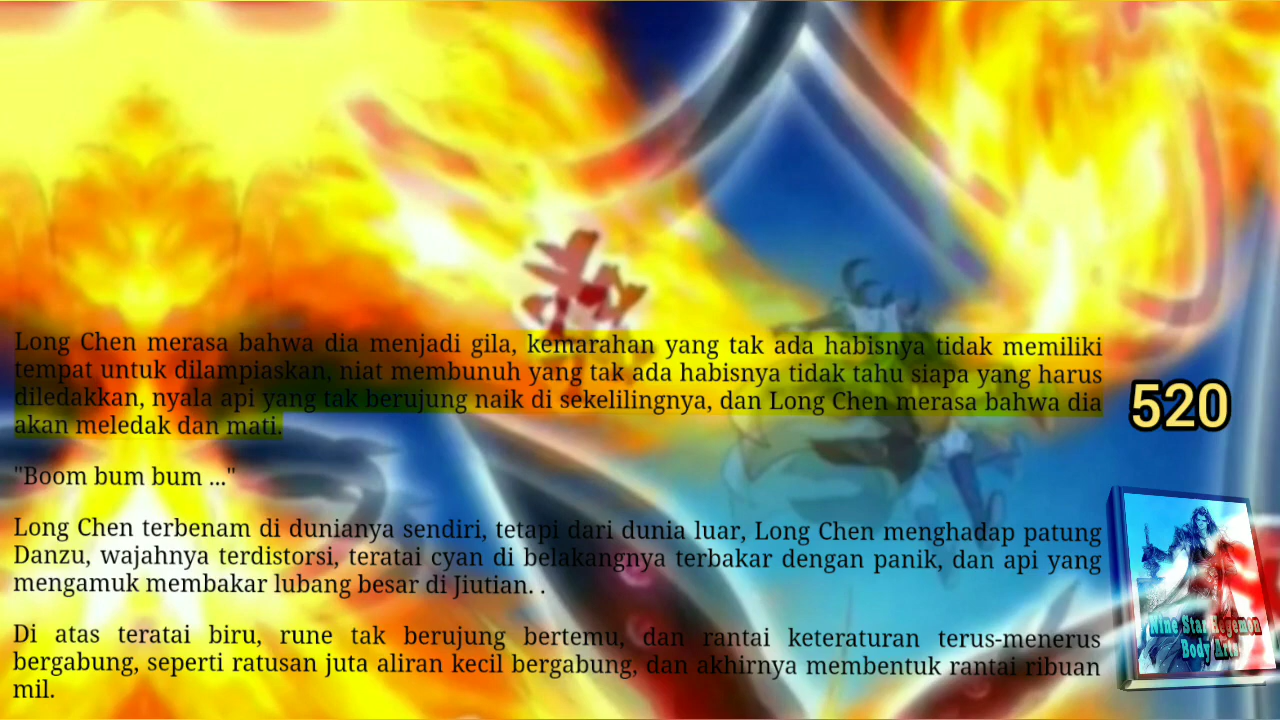 Long Chen merasa bahwa dia menjadi gila, kemarahan yang tak ada habisnya tidak memiliki
tempat untuk dilampiaskan, niat membunuh yang tak ada habisnya tidak tahu siapa yang harus
diledakkan, nyala api yang tak berujung naik di sekelilingnya, dan Long Chen merasa bahwa dia
akan meledak dan mati.
"Boom bum bum ..."
Long Chen terbenam di dunianya sendiri, tetapi dari dunia luar, Long Chen menghadap patung
Danzu, wajahnya terdistorsi, teratai cyan di belakangnya terbakar dengan panik, dan api yang
mengamuk membakar lubang besar di Jiutian. .
Di atas teratai biru, rune tak berujung bertemu, dan rantai keteraturan terus-menerus
bergabung, seperti ratusan juta aliran kecil bergabung, dan akhirnya membentuk rantai ribuan
mil.
520
Nine Star Hegemon
Body Arts